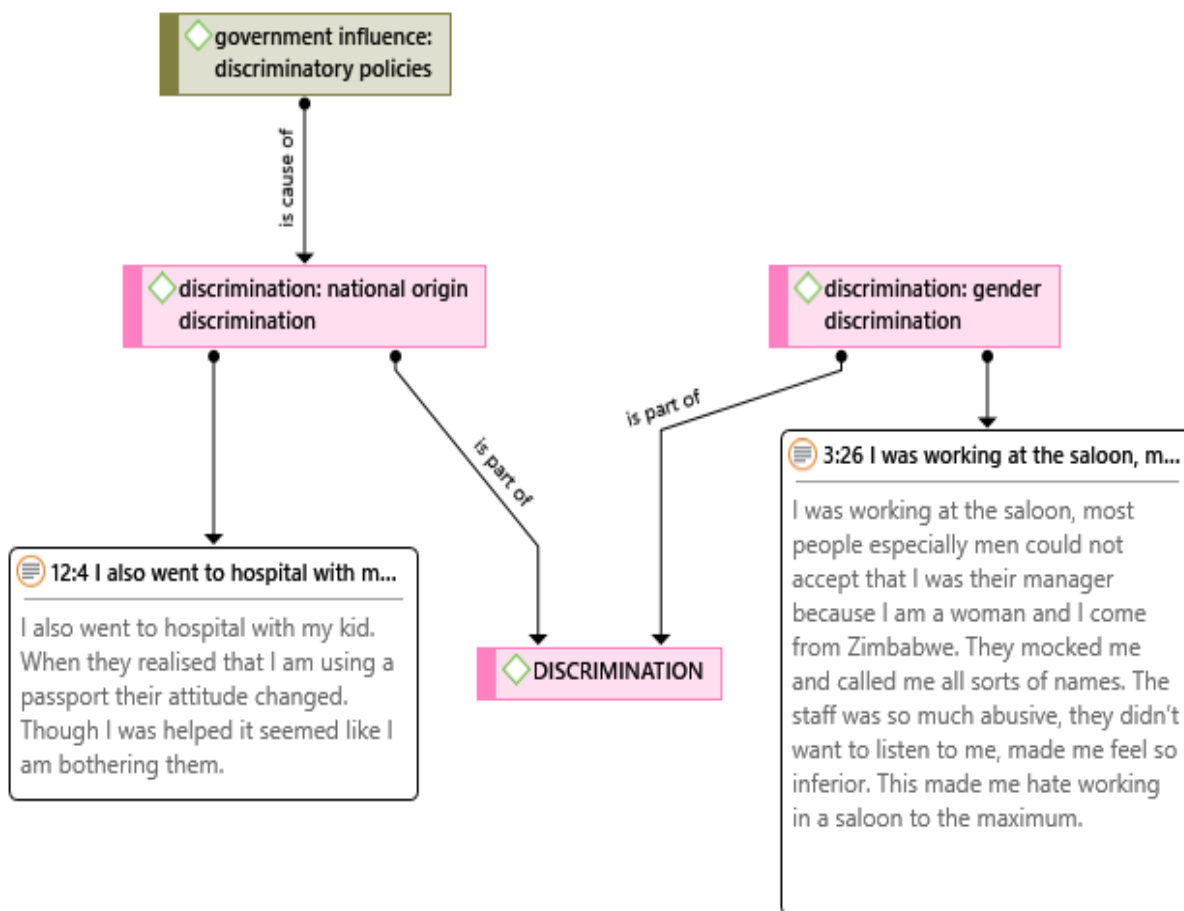 government influence:
discriminatory policies
is cause of
discrimination: national origin
discrimination
discrimination: gender
discrimination
is part of
is part of
12:4 I also went to hospital with m...
I also went to hospital with my kid.
When they realised that I am using a
passport their attitude changed.
Though I was helped it seemed like I
am bothering them.
DISCRIMINATION
3:26 I was working at the saloon, m...
I was working at the saloon, most
people especially men could not
accept that I was their manager
because I am a woman and I come
from Zimbabwe. They mocked me
and called me all sorts of names. The
staff was so much abusive, they didn't
want to listen to me, made me feel so
inferior. This made me hate working
in a saloon to the maximum.